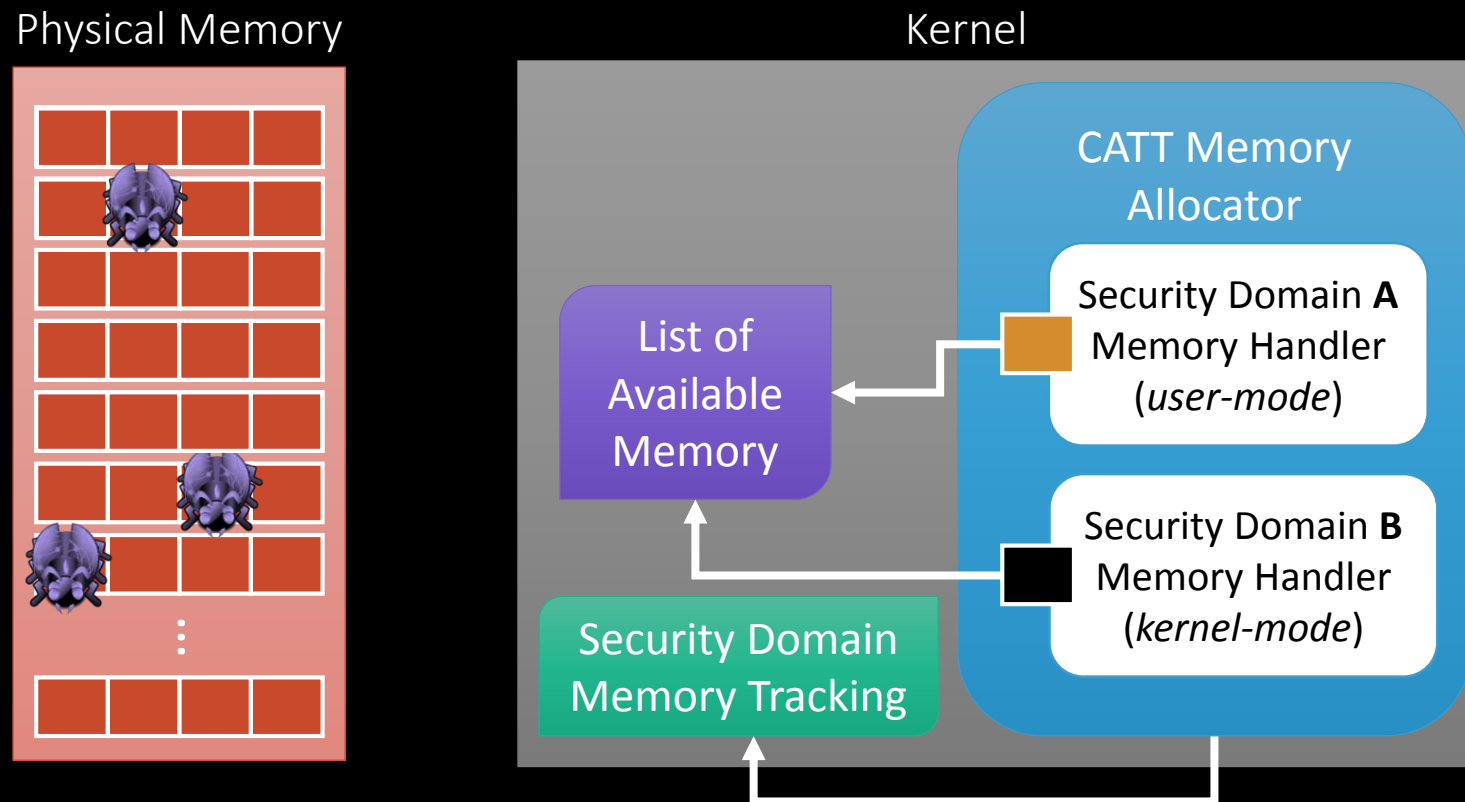 Physical Memory
Kernel
CATT Memory
Allocator
Security Domain A
Memory Handler
(user-mode)
List of
Available
Memory
Security Domain B
Memory Handler
(kernel-mode)
Security Domain
Memory Tracking